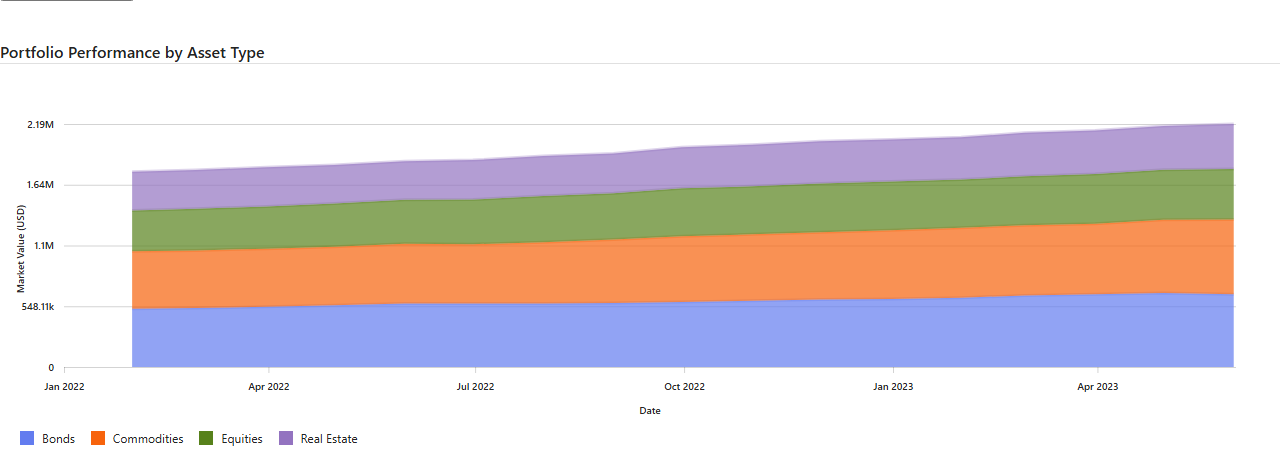 Portfolio Performance by Asset Type
2.19M
1.64M
1.1M
548.11k
0
Market Value (USD)
Jan 2022 Apr 2022 Jul 2022 Oct 2022 Jan 2023 Apr 2023
Date
Bonds Commodities Equities Real Estate